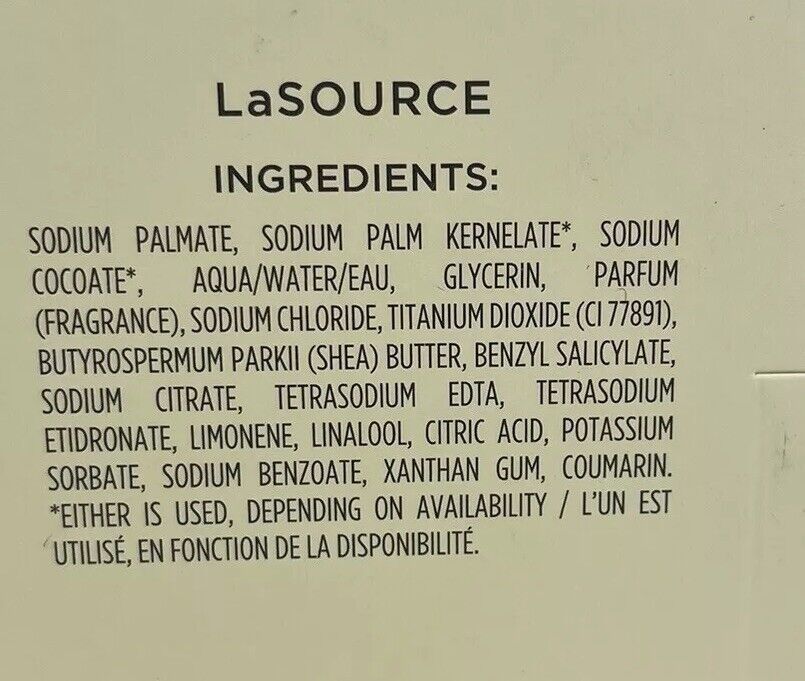 LaSOURCE
INGREDIENTS:
SODIUM PALMATE, SODIUM PALM KERNELATE*, SODIUM
COCOATE*, AQUA/WATER/EAU, GLYCERIN, PARFUM
(FRAGRANCE), SODIUM CHLORIDE, TITANIUM DIOXIDE (CI 77891),
BUTYROSPERMUM PARKII (SHEA) BUTTER, BENZYL SALICYLATE,
SODIUM CITRATE, TETRASODIUM EDTA, TETRASODIUM
ETIDRONATE, LIMONENE, LINALOOL, CITRIC ACID, POTASSIUM
SORBATE, SODIUM BENZOATE, XANTHAN GUM, COUMARIN.
*EITHER IS USED, DEPENDING ON AVAILABILITY / L'UN EST
UTILISÉ, EN FONCTION DE LA DISPONIBILITÉ.